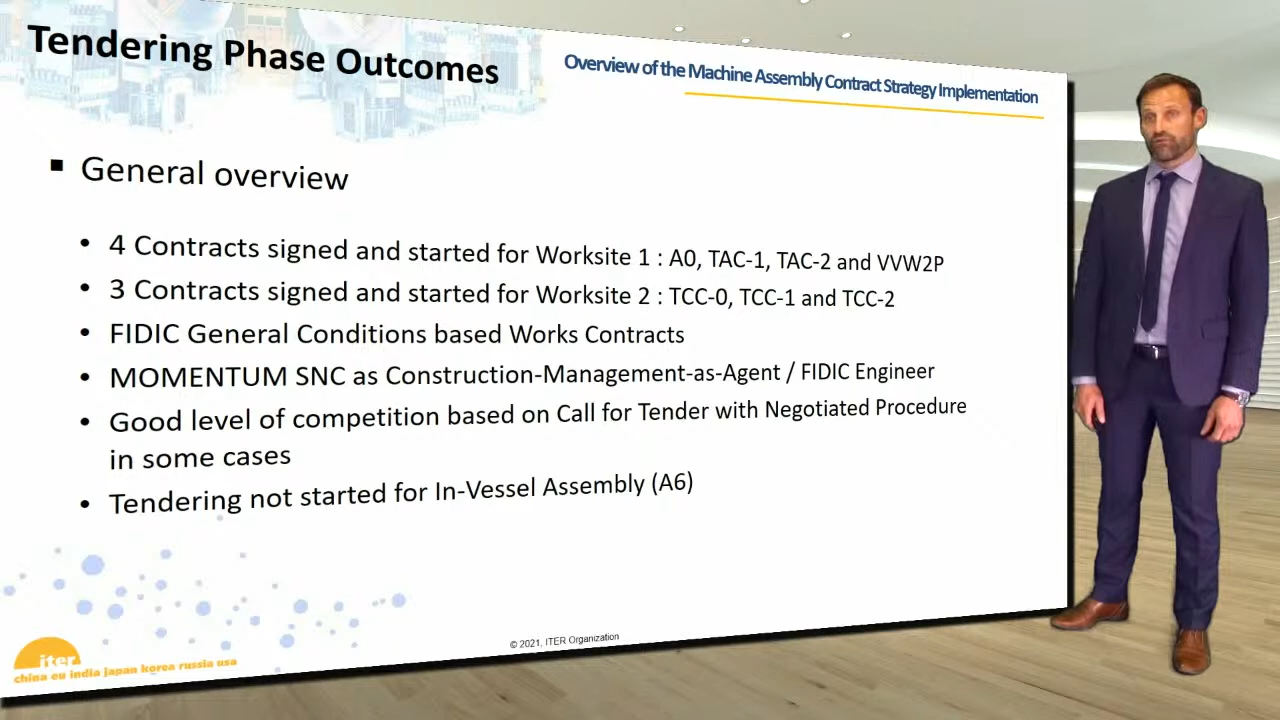 Tendering Phase Outcomes
Overview of the Machine Assembly Contract Strategy Implementation
▪ General overview
• 4 Contracts signed and started for Worksite 1 : A0, TAC-1, TAC-2 and VVW2P
• 3 Contracts signed and started for Worksite 2 : TCC-0, TCC-1 and TCC-2
• FIDIC General Conditions based Works Contracts
• MOMENTUM SNC as Construction-Management-as-Agent / FIDIC Engineer
• Good level of competition based on Call for Tender with Negotiated Procedure
in some cases
• Tendering not started for In-Vessel Assembly (A6)
© 2021, ITER Organization
iter
china eu india japan korea russia usa